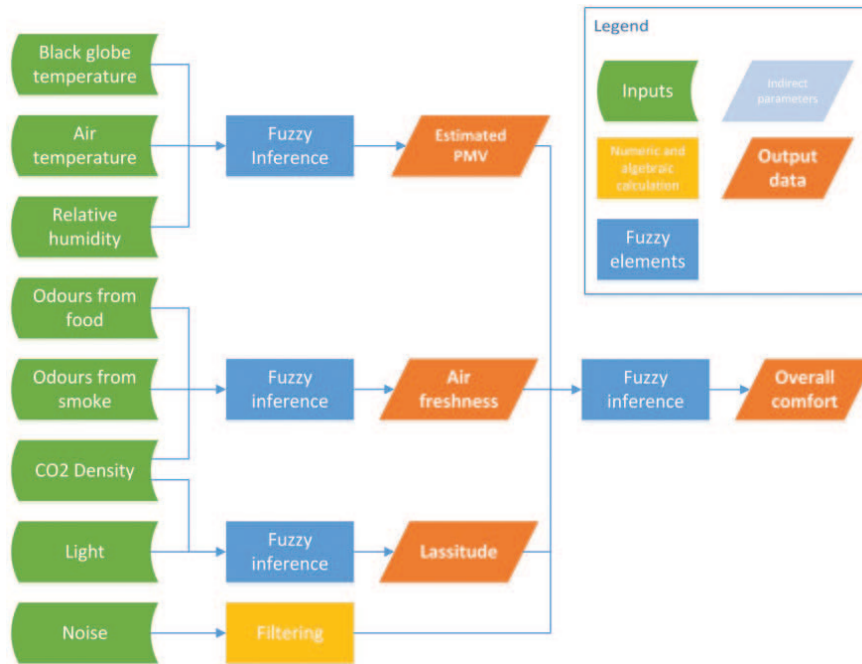 Legend
Black globe
temperature
Air
temperature
Relative
humidity
Odours from
food
Odours from
smoke
CO2 Density
Light
Noise
Fuzzy
Inference
Fuzzy
inference
Fuzzy
inference
Filtering
Estimated
PMV
Air
freshness
Lassitude
Fuzzy
inference
Overall
comfort
Inputs
Indirect
parameters
Numeric and
algebraic
calculation
Output
data
Fuzzy
elements